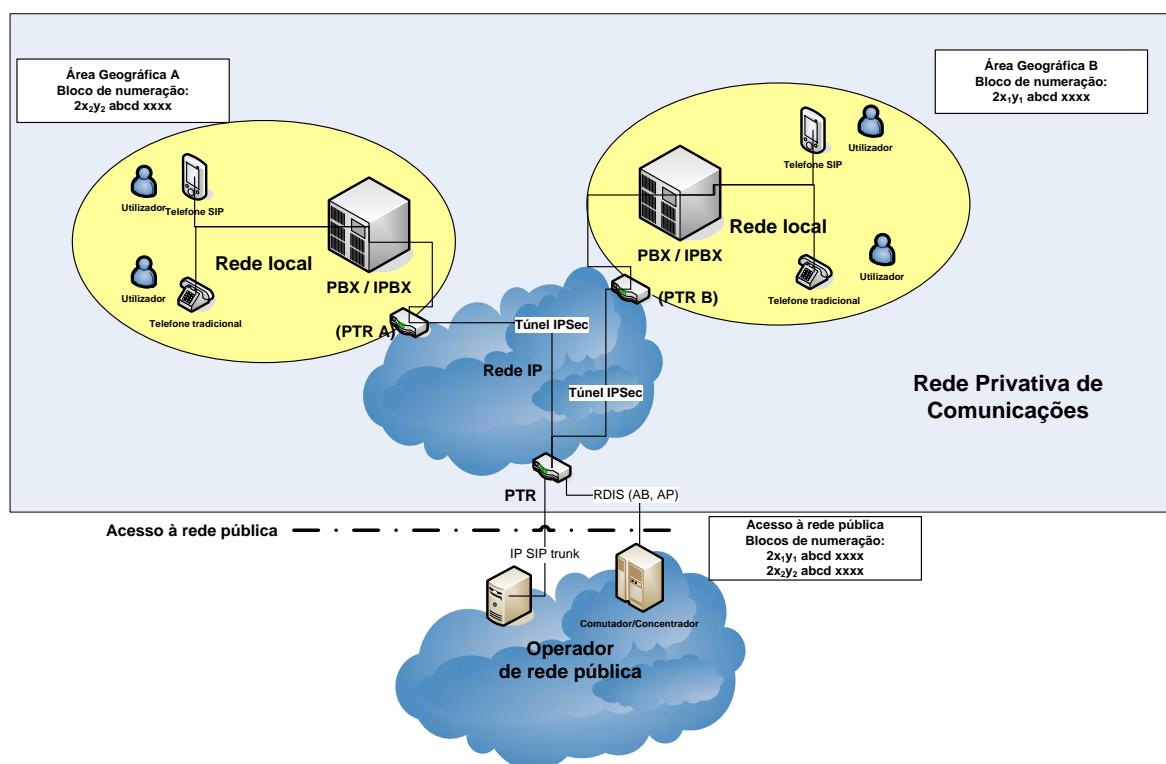 Área Geográfica A
Bloco de numeração:
2x₂y₂ abcd xxxx
Área Geográfica B
Bloco de numeração:
2x₁y₁ abcd xxxx
Utilizador
Telefone SIP
Utilizador
Telefone tradicional
Rede local
PBX / IPBX
(PTR A)
Utilizador
Telefone SIP
Rede local
PBX / IPBX
Utilizador
Telefone tradicional
(PTR B)
Túnel IPSec
Rede IP
Túnel IPSec
Rede Privativa de
Comunicações
PTR
RDIS (AB, AP)
Acesso à rede pública
IP SIP trunk
Acesso à rede pública
Blocos de numeração:
2x₁y₁ abcd xxxx
2x₂y₂ abcd xxxx
Comutador/Concentrador
Operador
de rede pública